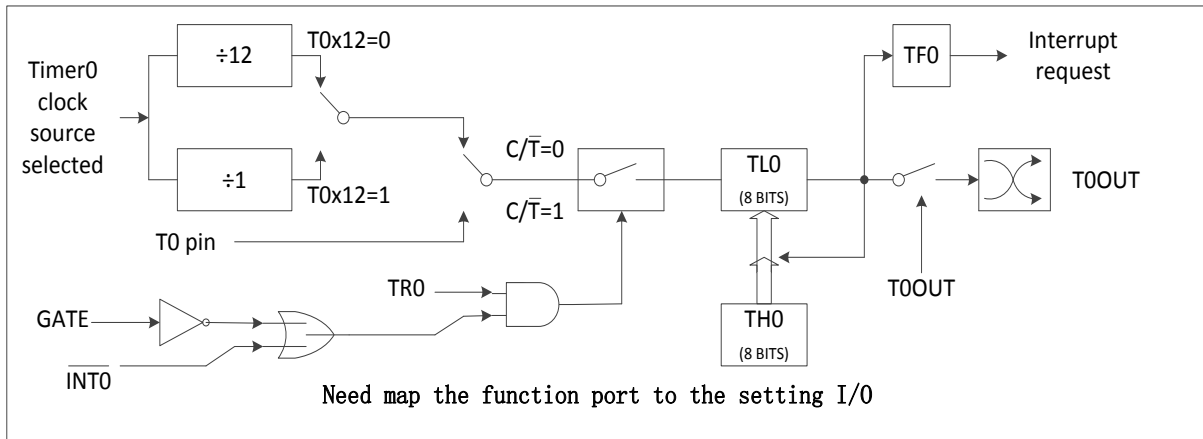 Timer0
clock
source
selected
÷12
T0x12=0
÷1
T0x12=1
T0 pin
C/T̅=0
C/T̅=1
TL0
(8 BITS)
TF0
Interrupt
request
T0OUT
T0OUT
TR0
TH0
(8 BITS)
GATE
I̅N̅T̅0̅
Need map the function port to the setting I/O